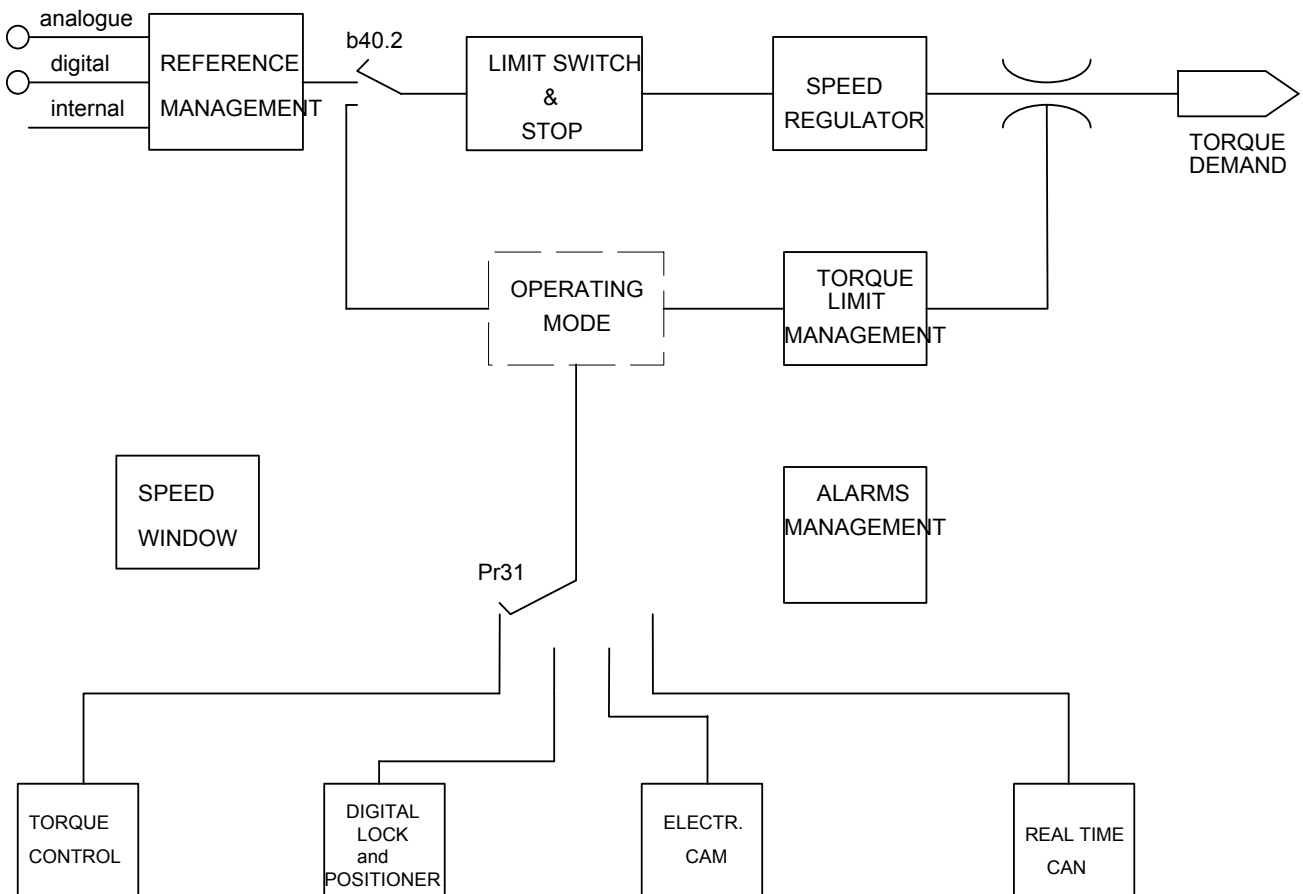 analogue
digital
internal
REFERENCE
MANAGEMENT
b40.2
LIMIT SWITCH
&
STOP
SPEED
REGULATOR
TORQUE
DEMAND
OPERATING
MODE
TORQUE
LIMIT
MANAGEMENT
SPEED
WINDOW
ALARMS
MANAGEMENT
Pr31
TORQUE
CONTROL
DIGITAL
LOCK
and
POSITIONER
ELECTR.
CAM
REAL TIME
CAN